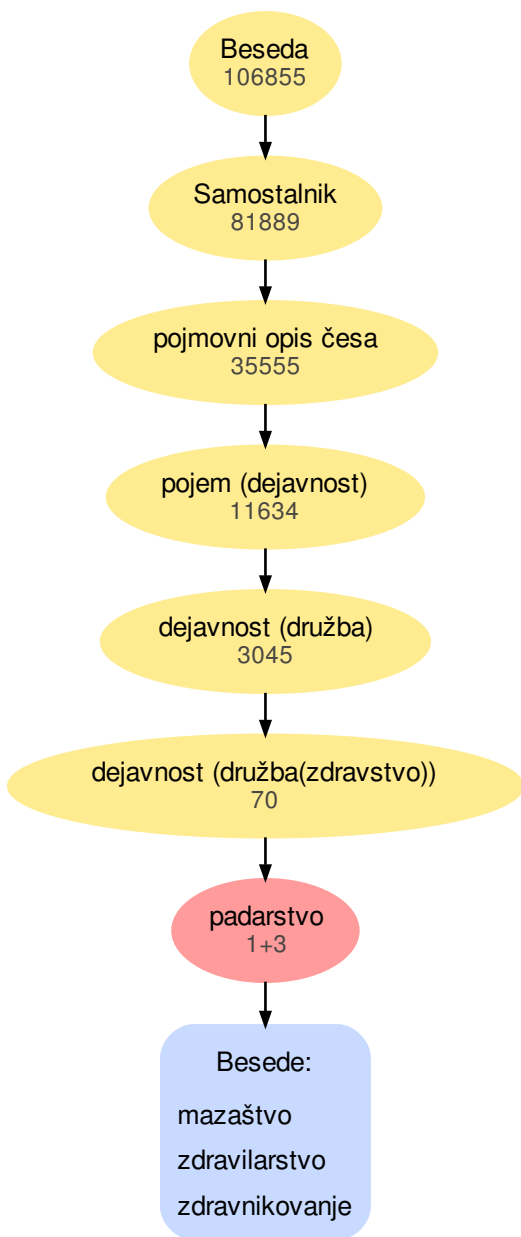 Beseda
106855
Samostalnik
81889
pojmovni opis česa
35555
pojem (dejavnost)
11634
dejavnost (družba)
3045
dejavnost (družba(zdravstvo))
70
padarstvo
1+3
Besede:
mazaštvo
zdravilarstvo
zdravnikovanje